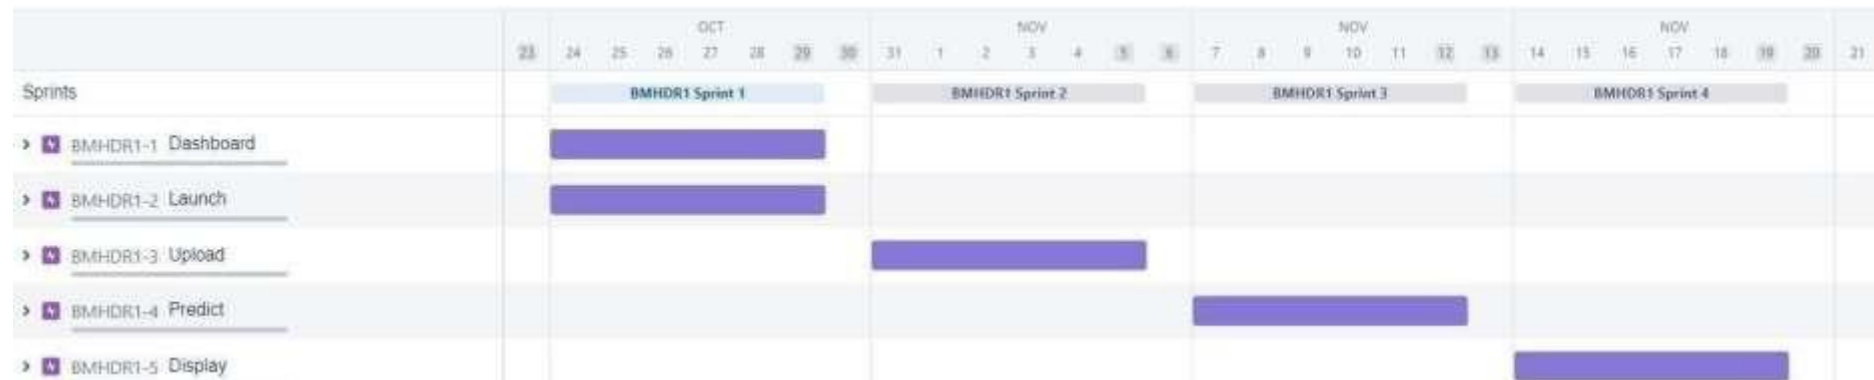 OCT NOV NOV NOV
23 24 25 26 27 28 29 30 31 1 2 3 4 5 6 7 8 9 10 11 12 13 14 15 16 17 18 19 20 21
Sprints BMHDR1 Sprint 1 BMHDR1 Sprint 2 BMHDR1 Sprint 3 BMHDR1 Sprint 4
BMHDR1-1 Dashboard
BMHDR1-2 Launch
BMHDR1-3 Upload
BMHDR1-4 Predict
BMHDR1-5 Display